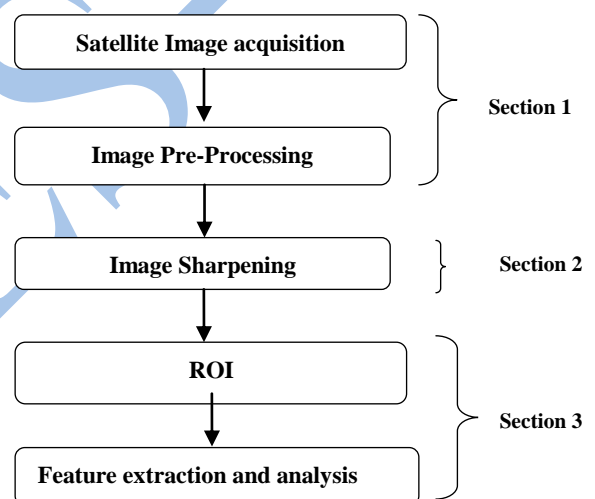 Satellite Image acquisition
Section 1
Image Pre-Processing
Image Sharpening
Section 2
ROI
Section 3
Feature extraction and analysis